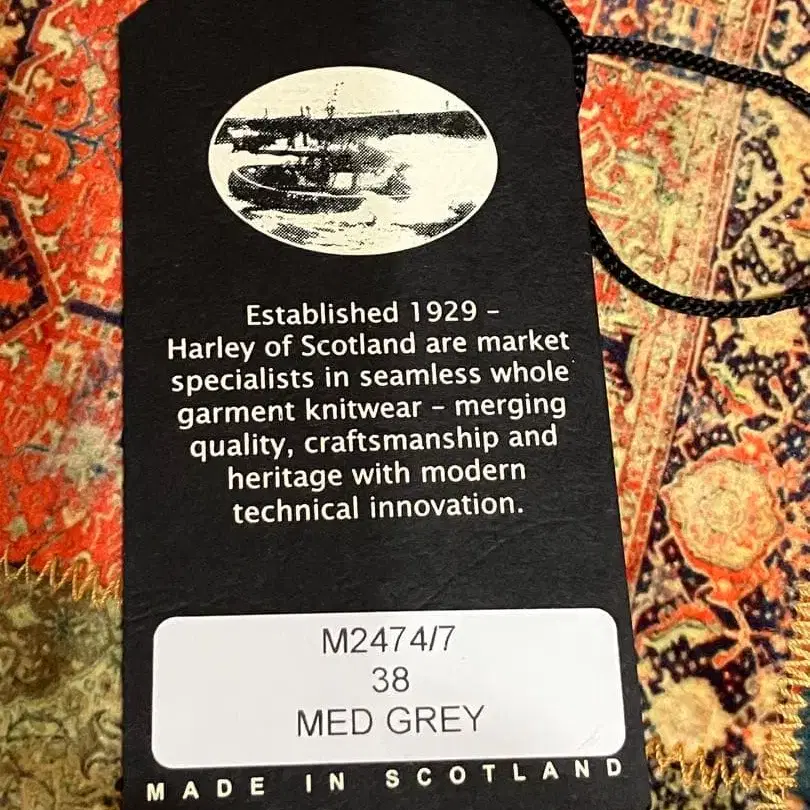 Established 1929 –
Harley of Scotland are market
specialists in seamless whole
garment knitwear – merging
quality, craftsmanship and
heritage with modern
technical innovation.
M2474/7
38
MED GREY
MADE IN SCOTLAND